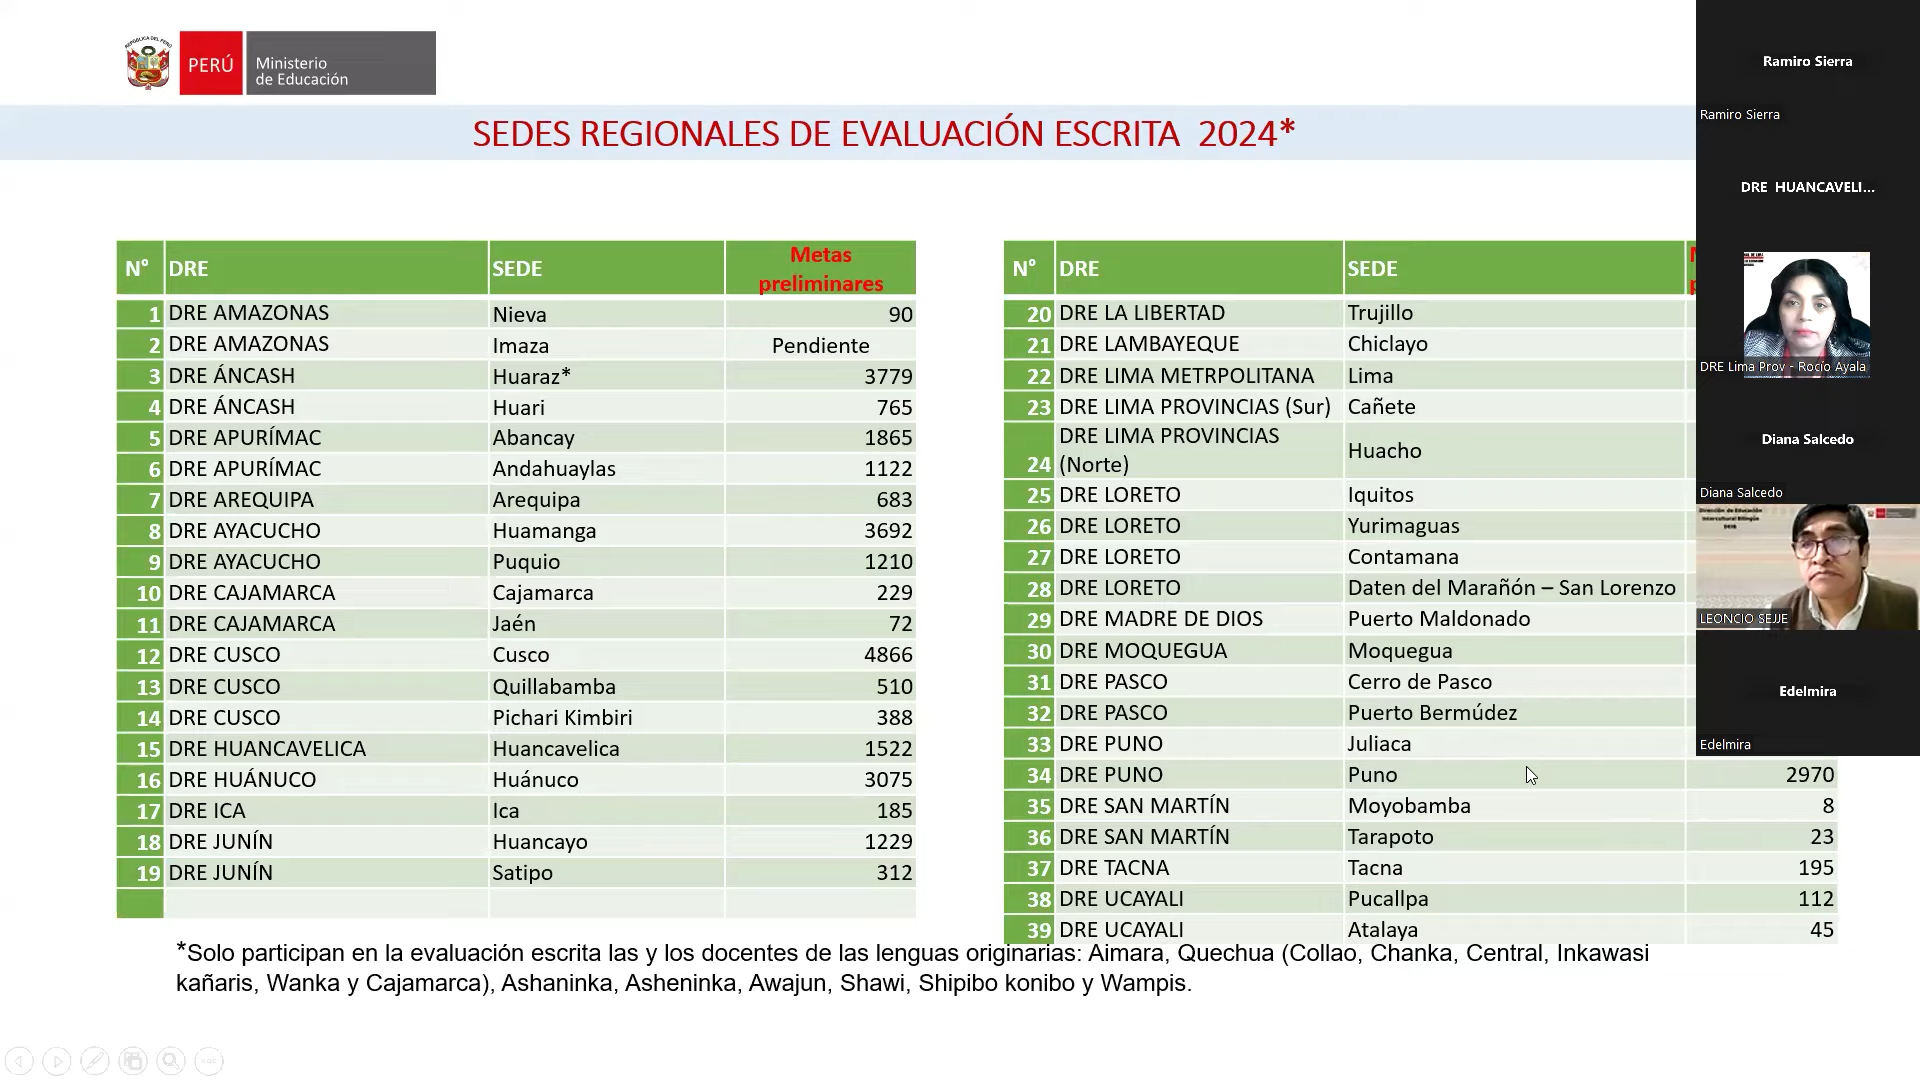 REPÚBLICA DEL PERÚ
PERÚ
Ministerio
de Educación
SEDES REGIONALES DE EVALUACIÓN ESCRITA 2024*
N° DRE SEDE Metas
preliminares
1 DRE AMAZONAS Nieva 90
2 DRE AMAZONAS Imaza Pendiente
3 DRE ÁNCASH Huaraz* 3779
4 DRE ÁNCASH Huari 765
5 DRE APURÍMAC Abancay 1865
6 DRE APURÍMAC Andahuaylas 1122
7 DRE AREQUIPA Arequipa 683
8 DRE AYACUCHO Huamanga 3692
9 DRE AYACUCHO Puquio 1210
10 DRE CAJAMARCA Cajamarca 229
11 DRE CAJAMARCA Jaén 72
12 DRE CUSCO Cusco 4866
13 DRE CUSCO Quillabamba 510
14 DRE CUSCO Pichari Kimbiri 388
15 DRE HUANCAVELICA Huancavelica 1522
16 DRE HUÁNUCO Huánuco 3075
17 DRE ICA Ica 185
18 DRE JUNÍN Huancayo 1229
19 DRE JUNÍN Satipo 312
N° DRE SEDE
20 DRE LA LIBERTAD Trujillo
21 DRE LAMBAYEQUE Chiclayo
22 DRE LIMA METRPOLITANA Lima
23 DRE LIMA PROVINCIAS (Sur) Cañete
24 DRE LIMA PROVINCIAS
(Norte) Huacho
25 DRE LORETO Iquitos
26 DRE LORETO Yurimaguas
27 DRE LORETO Contamana
28 DRE LORETO Daten del Marañón – San Lorenzo
29 DRE MADRE DE DIOS Puerto Maldonado
30 DRE MOQUEGUA Moquegua
31 DRE PASCO Cerro de Pasco
32 DRE PASCO Puerto Bermúdez
33 DRE PUNO Juliaca
34 DRE PUNO Puno 2970
35 DRE SAN MARTÍN Moyobamba 8
36 DRE SAN MARTÍN Tarapoto 23
37 DRE TACNA Tacna 195
38 DRE UCAYALI Pucallpa 112
39 DRE UCAYALI Atalaya 45
*Solo participan en la evaluación escrita las y los docentes de las lenguas originarias: Aimara, Quechua (Collao, Chanka, Central, Inkawasi
kañaris, Wanka y Cajamarca), Ashaninka, Asheninka, Awajun, Shawi, Shipibo konibo y Wampis.
Ramiro Sierra
Ramiro Sierra
DRE HUANCAVELI...
DRE Lima Prov - Rocío Ayala
Diana Salcedo
Diana Salcedo
Dirección de Educación
Intercultural Bilingüe
DEIB
LEONCIO SEJJE
Edelmira
Edelmira